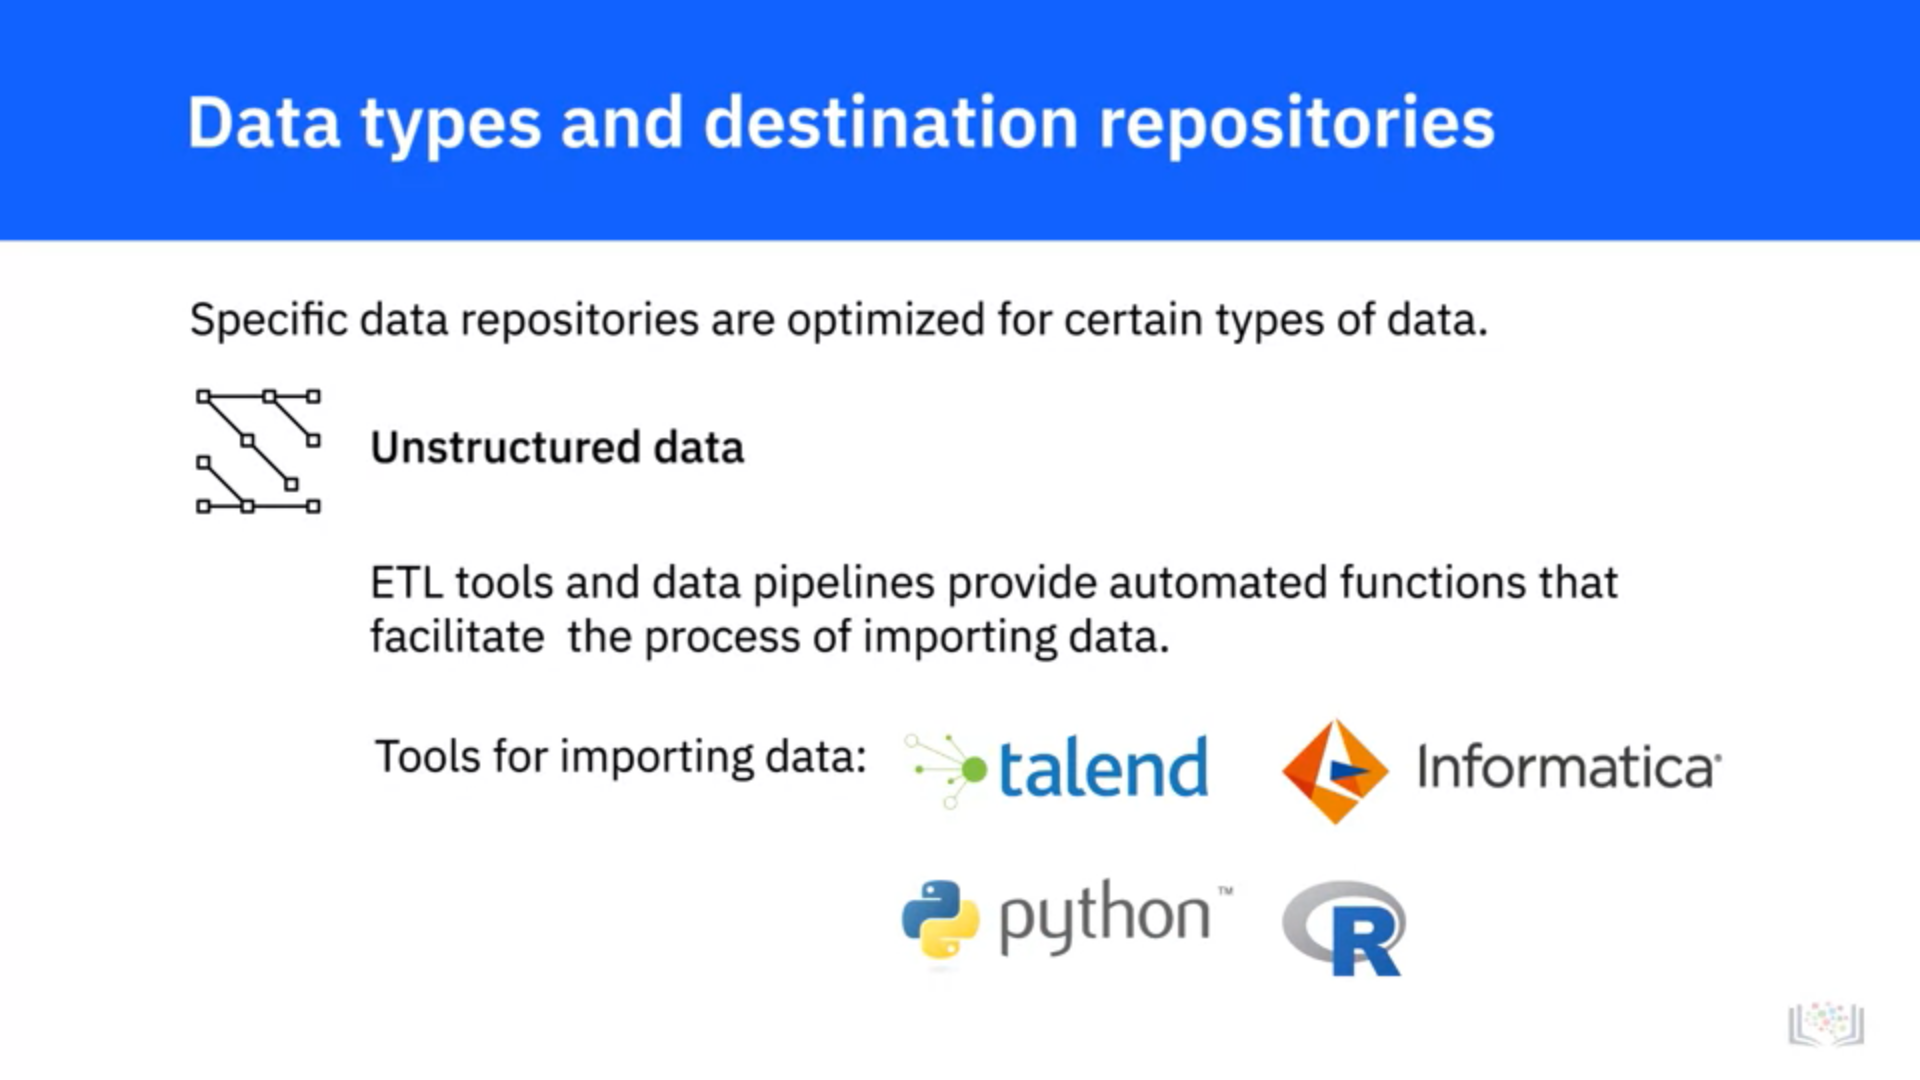 Data types and destination repositories
Specific data repositories are optimized for certain types of data.
Unstructured data
ETL tools and data pipelines provide automated functions that
facilitate  the process of importing data.
Tools for importing data:
talend
Informatica
python™
R